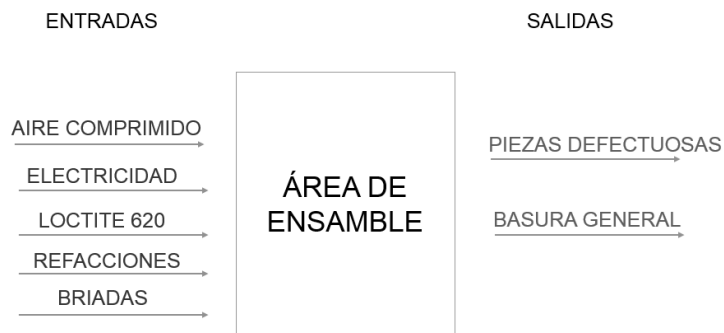 ENTRADAS
SALIDAS
AIRE COMPRIMIDO
ELECTRICIDAD
LOCTITE 620
REFACCIONES
BRIADAS
ÁREA DE
ENSAMBLE
PIEZAS DEFECTUOSAS
BASURA GENERAL